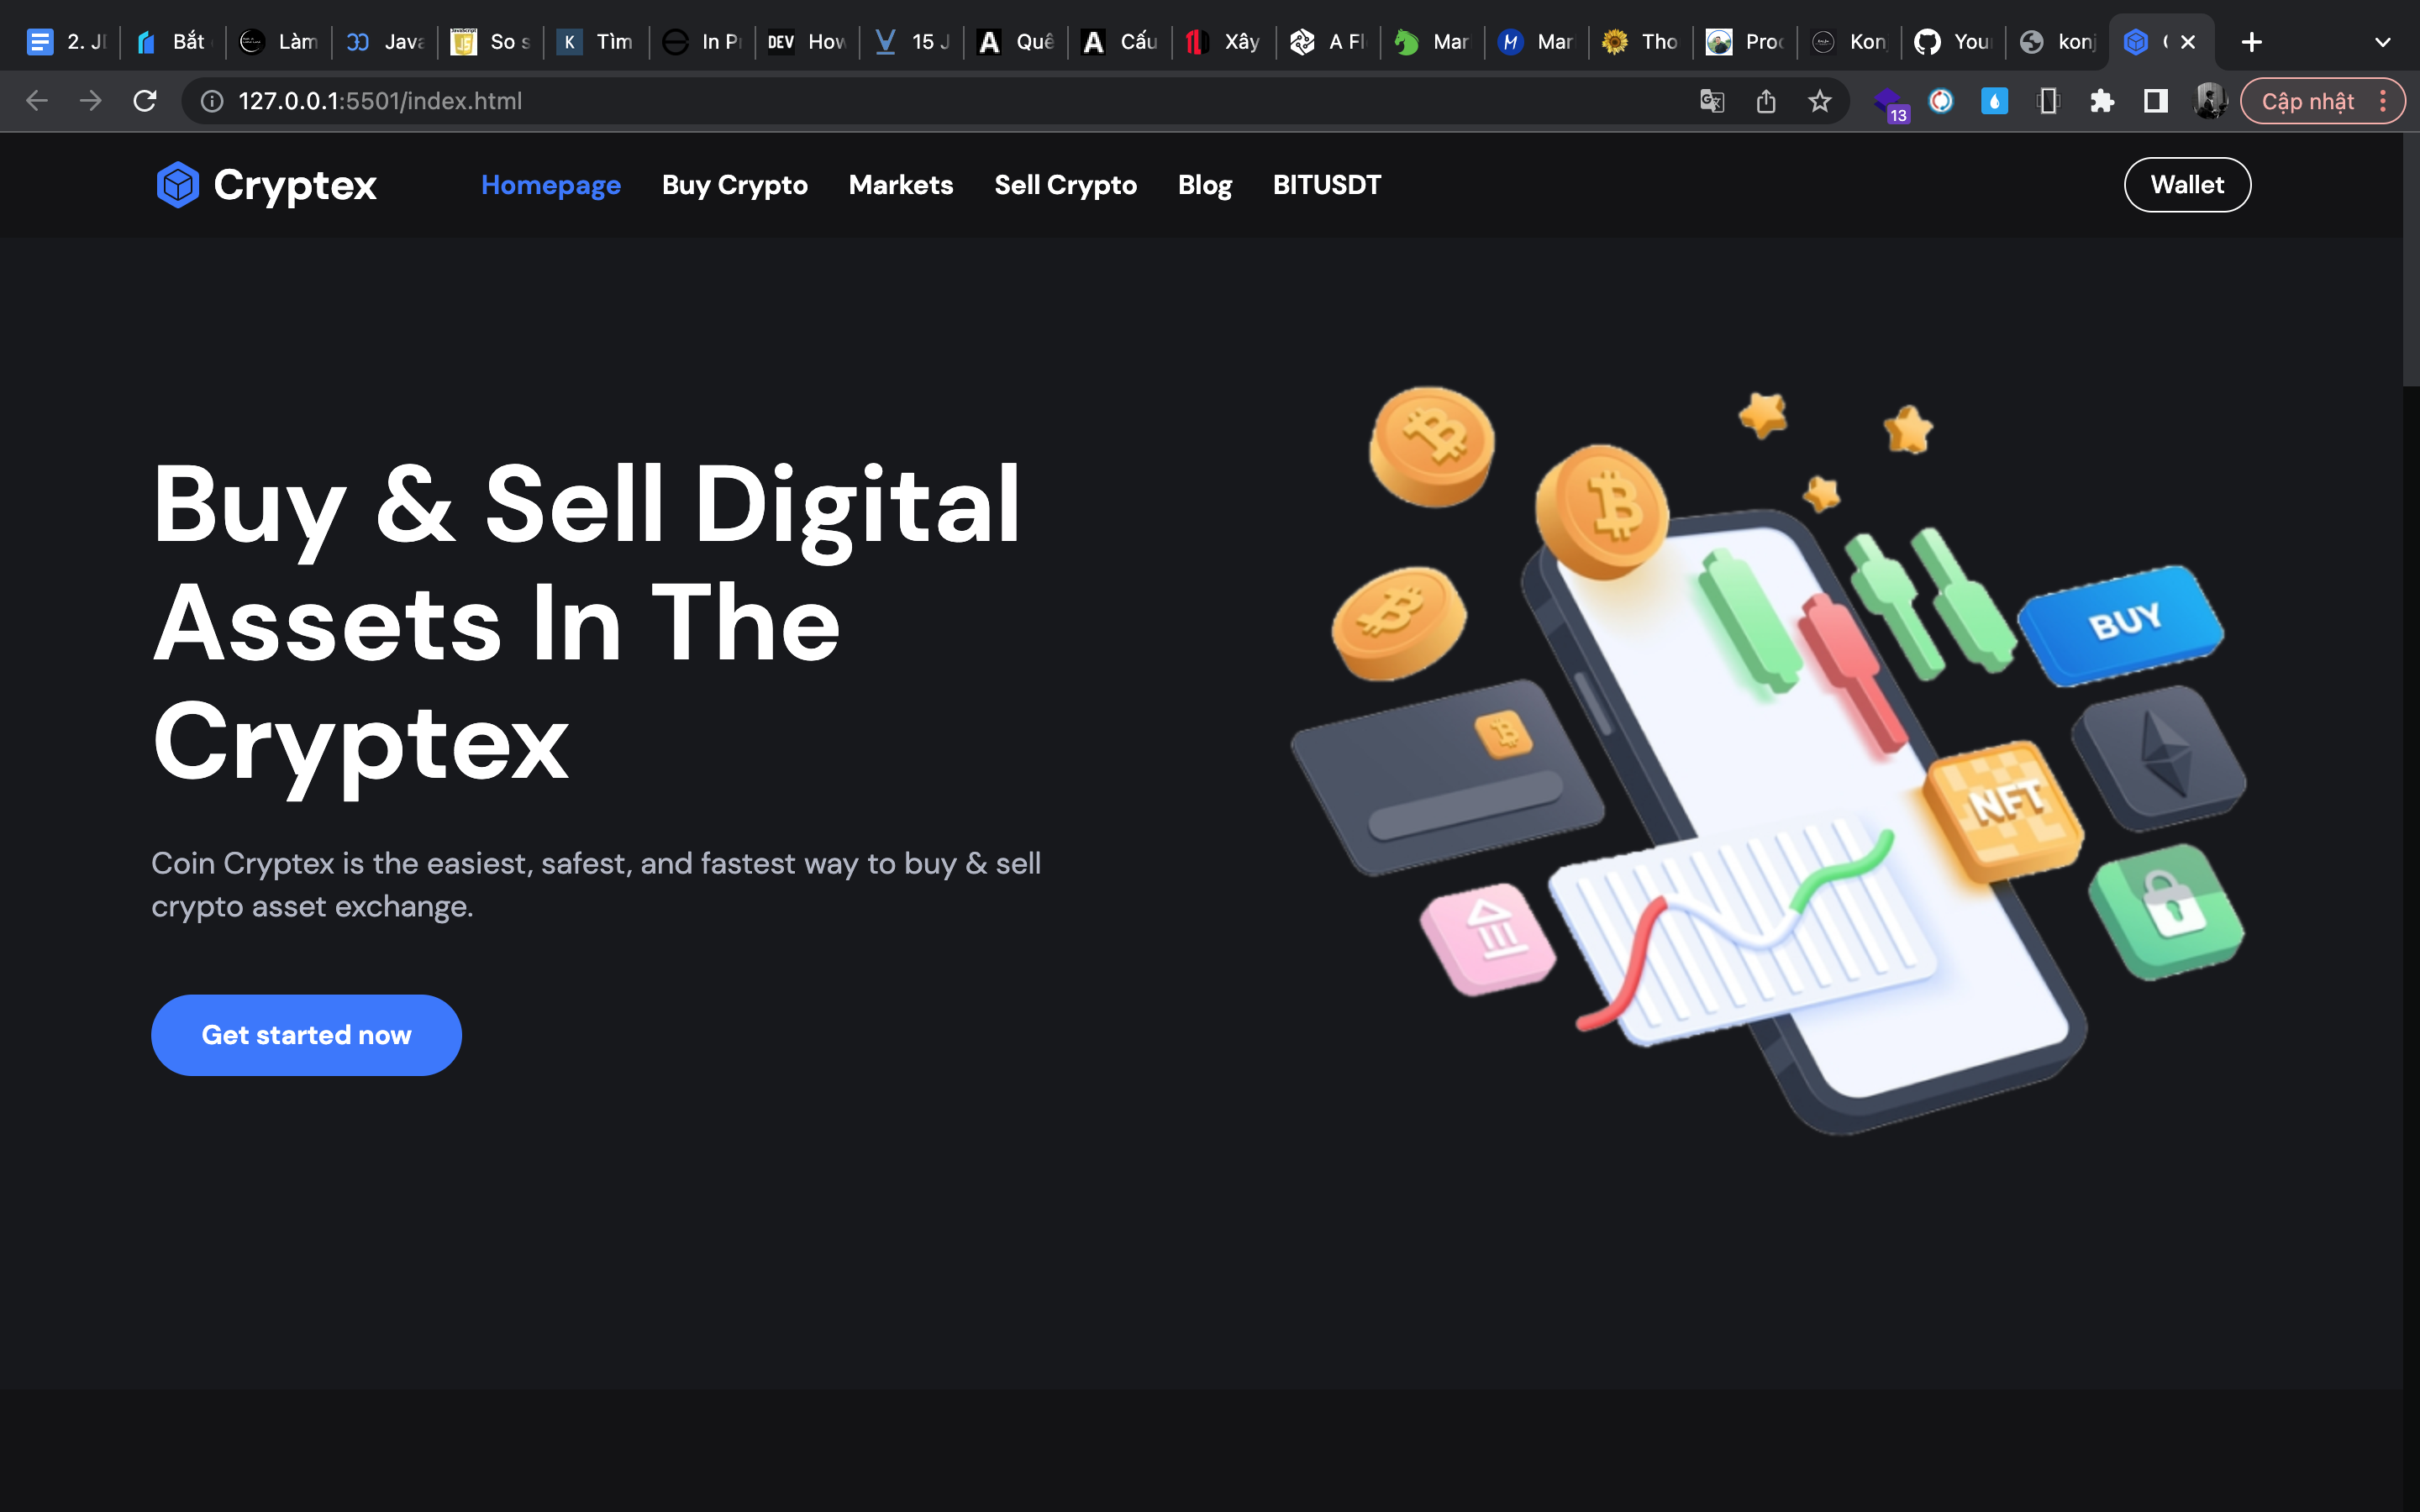 2. JI
Bắt
Làm
Java
So s
K
Tìm
In Pr
DEV
How
15 J
A
Quê
A
Cấu
Xây
A Fl
Mar
M
Mar
Tho
Proc
Kon
You
konj
127.0.0.1:5501/index.html
13
Cập nhật
Cryptex
Homepage
Buy Crypto
Markets
Sell Crypto
Blog
BITUSDT
Wallet
Buy & Sell Digital
Assets In The
Cryptex
Coin Cryptex is the easiest, safest, and fastest way to buy & sell
crypto asset exchange.
Get started now
BUY
NFT